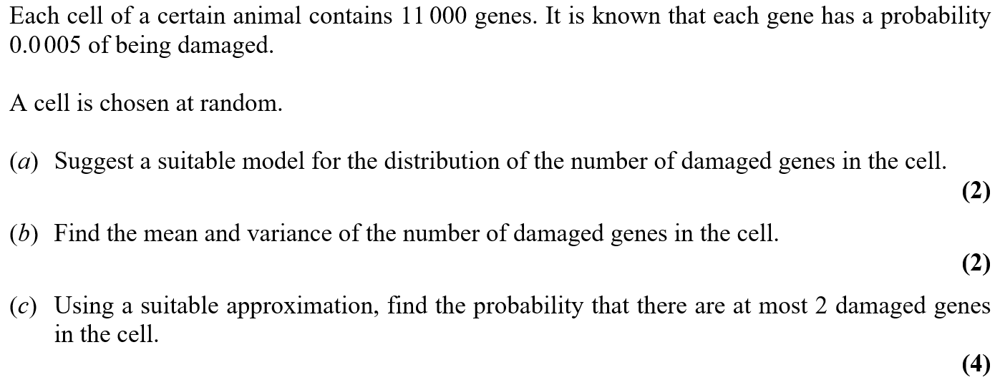 Each cell of a certain animal contains 11 000 genes. It is known that each gene has a probability
0.0 005 of being damaged.
A cell is chosen at random.
(a) Suggest a suitable model for the distribution of the number of damaged genes in the cell.
(2)
(b) Find the mean and variance of the number of damaged genes in the cell.
(2)
(c) Using a suitable approximation, find the probability that there are at most 2 damaged genes
in the cell.
(4)